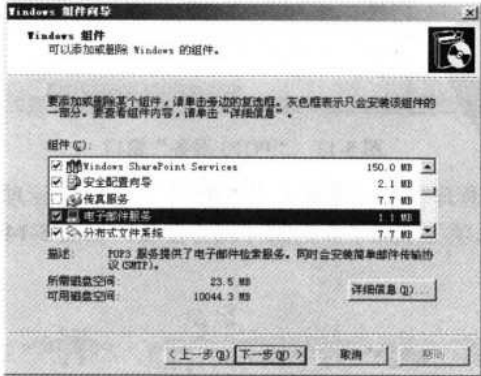 Windows 组件向导
Windows 组件
可以添加或删除 Windows 的组件。
要添加或删除某个组件，请单击旁边的复选框。灰色框表示只会安装该组件的
一部分。要查看组件内容，请单击“详细信息”。
组件(C):
Windows SharePoint Services 150.0 MB
安全配置向导 2.1 MB
传真服务 7.7 MB
电子邮件服务 1.1 MB
分布式文件系统 7.7 MB
描述: POP3 服务提供了电子邮件检索服务。同时会安装简单邮件传输协
议(SMTP)。
所需磁盘空间: 23.5 MB
可用磁盘空间: 10044.3 MB
详细信息(D)...
<上一步(B) 下一步(N)> 取消 帮助